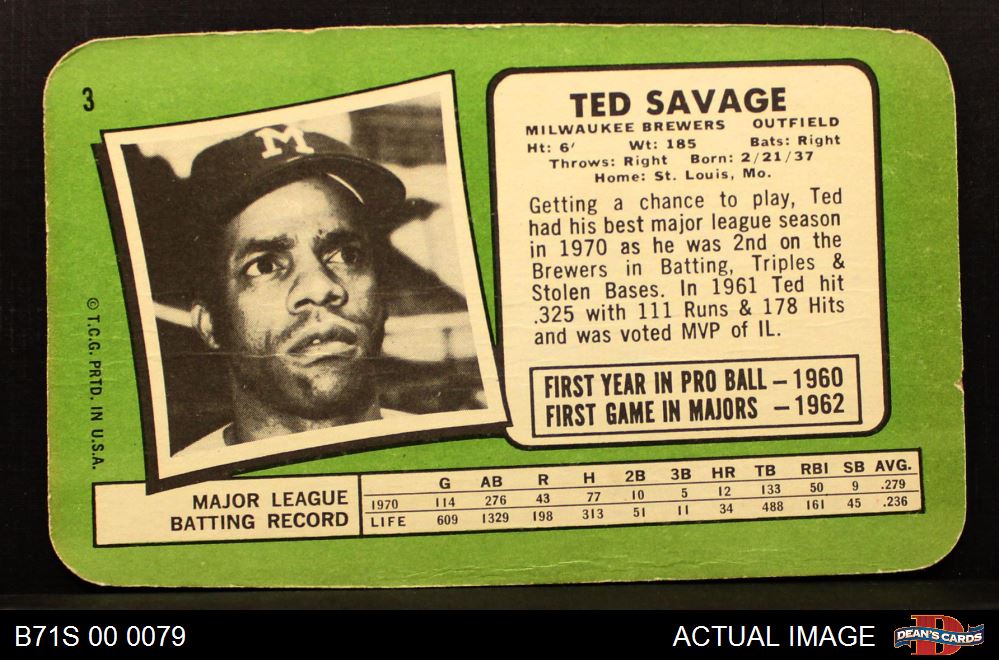 3
M
© T.C.G. PRTD. IN U.S.A.
TED SAVAGE
MILWAUKEE BREWERS OUTFIELD
Ht: 6' Wt: 185 Bats: Right
Throws: Right Born: 2/21/37
Home: St. Louis, Mo.
Getting a chance to play, Ted
had his best major league season
in 1970 as he was 2nd on the
Brewers in Batting, Triples &
Stolen Bases. In 1961 Ted hit
.325 with 111 Runs & 178 Hits
and was voted MVP of IL.
FIRST YEAR IN PRO BALL – 1960
FIRST GAME IN MAJORS – 1962
MAJOR LEAGUE
BATTING RECORD
G AB R H 2B 3B HR TB RBI SB AVG.
1970 114 276 43 77 10 5 12 133 50 9 .279
LIFE 609 1329 198 313 51 11 34 488 161 45 .236
B71S 00 0079
ACTUAL IMAGE
D
DEAN'S CARDS